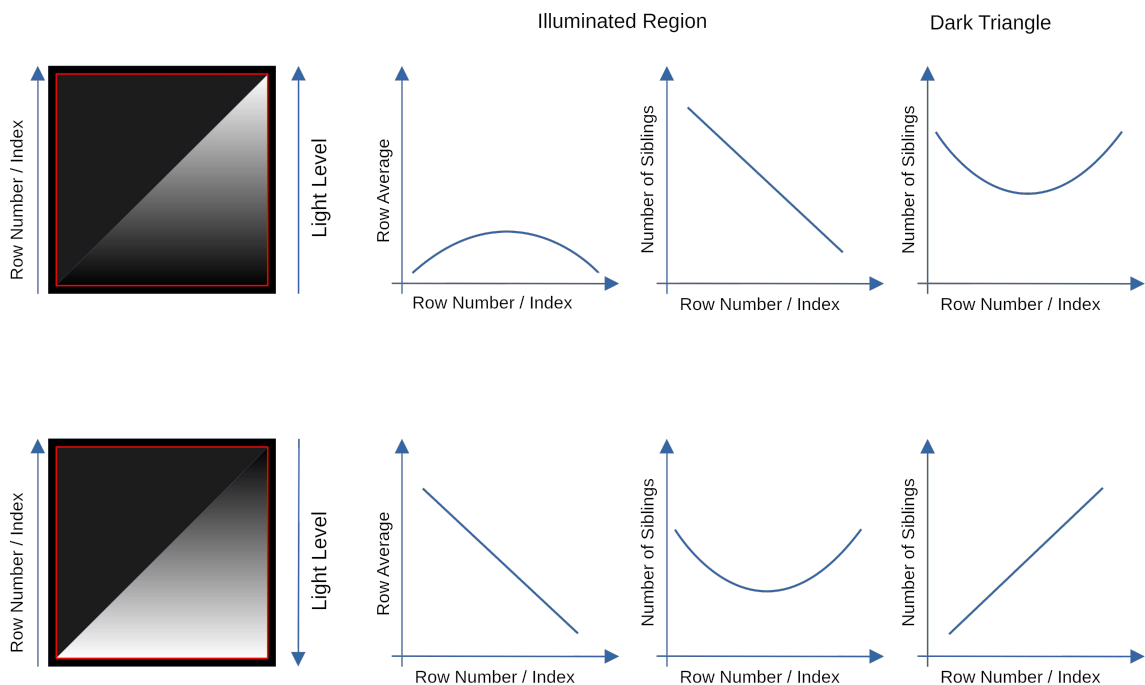 Illuminated Region
Dark Triangle
Row Number / Index
Light Level
Row Average
Row Number / Index
Number of Siblings
Row Number / Index
Number of Siblings
Row Number / Index
Row Number / Index
Light Level
Row Average
Row Number / Index
Number of Siblings
Row Number / Index
Number of Siblings
Row Number / Index